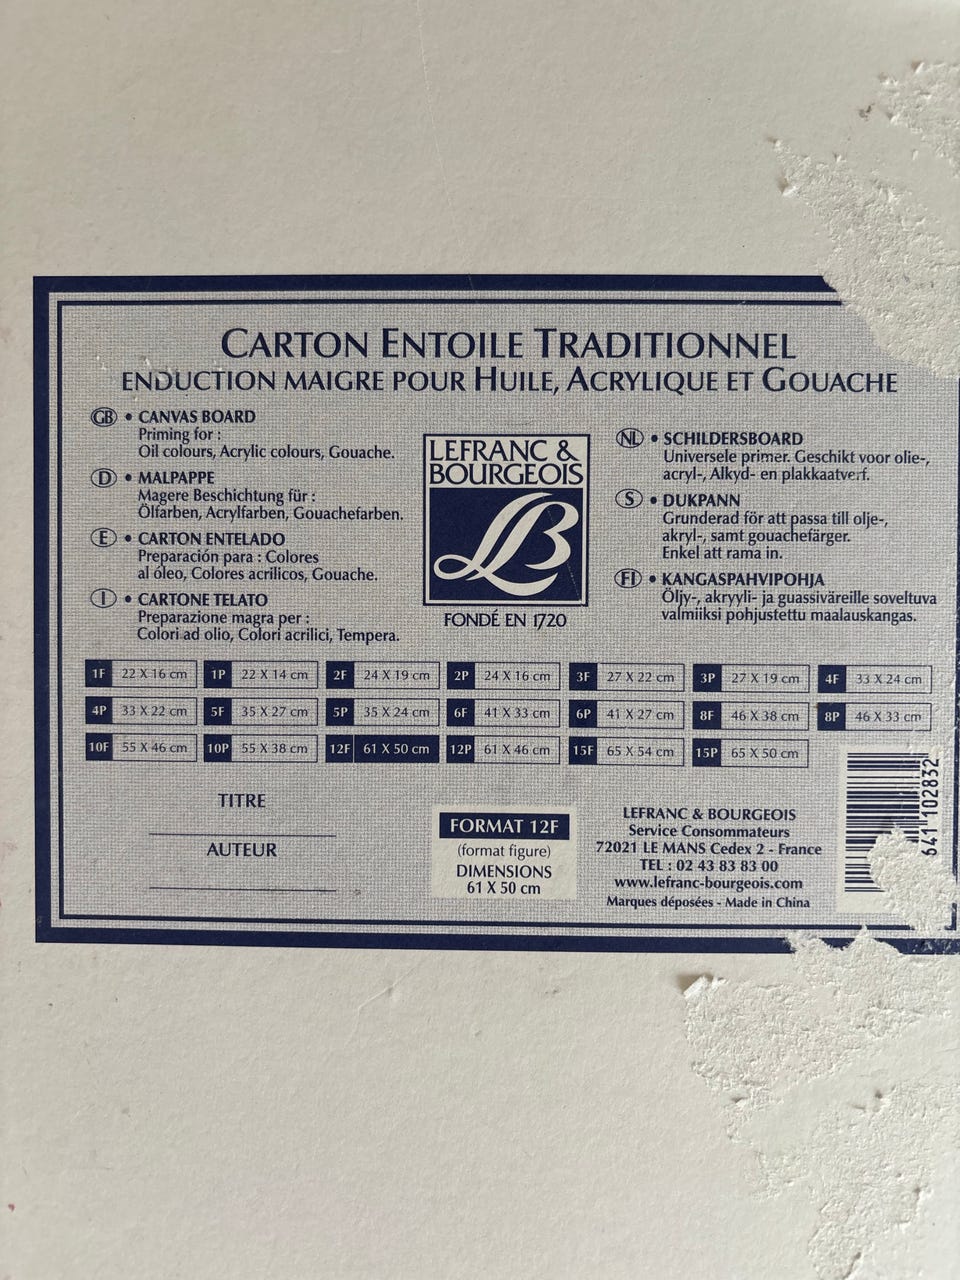 CARTON ENTOILE TRADITIONNEL
ENDUCTION MAIGRE POUR HUILE, ACRYLIQUE ET GOUACHE
GB • CANVAS BOARD
Priming for :
Oil colours, Acrylic colours, Gouache.
D • MALPAPPE
Magere Beschichtung für :
Ölfarben, Acrylfarben, Gouachefarben.
E • CARTON ENTELADO
Preparación para : Colores
al óleo, Colores acrilicos, Gouache.
I • CARTONE TELATO
Preparazione magra per :
Colori ad olio, Colori acrilici, Tempera.
LEFRANC &
BOURGEOIS
LB
FONDÉ EN 1720
NL • SCHILDERSBOARD
Universele primer. Geschikt voor olie-,
acryl-, Alkyd- en plakkaatverf.
S • DUKPANN
Grunderad för att passa till olje-,
akryl-, samt gouachefärger.
Enkel att rama in.
FI • KANGASPAHVIPOHJA
Öljy-, akryyli- ja guassiväreille soveltuva
valmiiksi pohjustettu maalauskangas.
1F 22 X 16 cm 1P 22 X 14 cm 2F 24 X 19 cm 2P 24 X 16 cm 3F 27 X 22 cm 3P 27 X 19 cm 4F 33 X 24 cm
4P 33 X 22 cm 5F 35 X 27 cm 5P 35 X 24 cm 6F 41 X 33 cm 6P 41 X 27 cm 8F 46 X 38 cm 8P 46 X 33 cm
10F 55 X 46 cm 10P 55 X 38 cm 12F 61 X 50 cm 12P 61 X 46 cm 15F 65 X 54 cm 15P 65 X 50 cm
TITRE
AUTEUR
FORMAT 12F
(format figure)
DIMENSIONS
61 X 50 cm
LEFRANC & BOURGEOIS
Service Consommateurs
72021 LE MANS Cedex 2 - France
TEL : 02 43 83 83 00
www.lefranc-bourgeois.com
Marques déposées - Made in China
641 102832